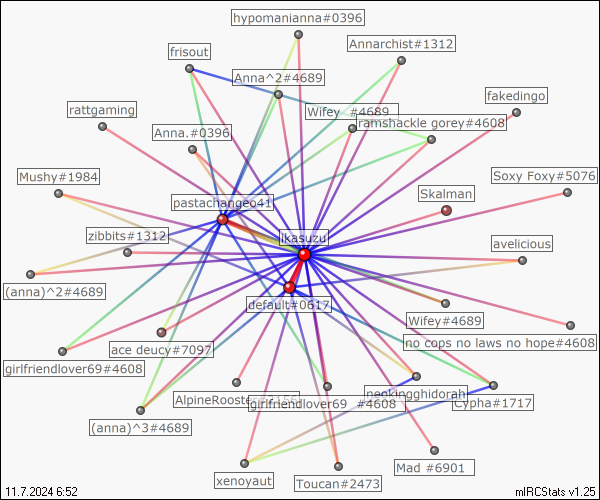 hypomanianna#0396
Annarchist#1312
frisout
Anna^2#4689
fakedingo
rattgaming
Wifey #4689
ramshackle gorey#4608
Anna.#0396
Mushy#1984
Soxy Foxy#5076
Skalman
pastachangeo41
zibbits#1312
ikasuzu
avelicious
(anna)^2#4689
default#0617
Wifey#4689
no cops no laws no hope#4608
ace deucy#7097
girlfriendlover69#4608
neokingghidorah
AlpineRooster
girlfriendlover69 #4608
Cypha#1717
(anna)^3#4689
Mad #6901
xenoyaut
Toucan#2473
11.7.2024 6:52
mIRCStats v1.25